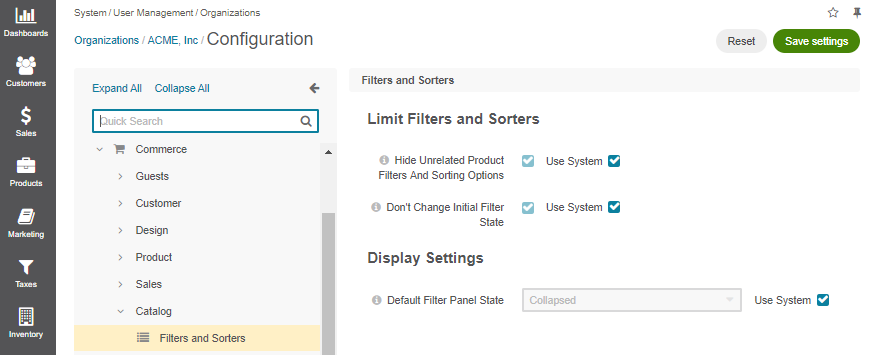 Dashboards
Customers
Sales
Products
Marketing
Taxes
Inventory
System / User Management / Organizations
Organizations / ACME, Inc / Configuration
Reset
Save settings
Expand All Collapse All
Quick Search
Commerce
Guests
Customer
Design
Product
Sales
Catalog
Filters and Sorters
Filters and Sorters
Limit Filters and Sorters
Hide Unrelated Product
Filters And Sorting Options
Use System
Don't Change Initial Filter
State
Use System
Display Settings
Default Filter Panel State
Collapsed
Use System